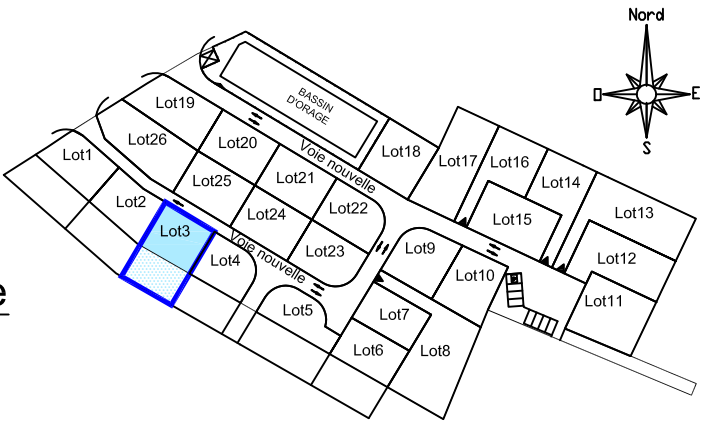 Nord
E
S
BASSIN
D'ORAGE
Lot19
Lot18
Lot20
Lot26
Voie nouvelle
Lot17
Lot16
Lot14
Lot1
Lot21
Lot25
Lot2
Lot22
Lot24
Lot15
Lot13
Lot3
Voie nouvelle
Lot23
Lot9
Lot4
Lot10
Lot12
Lot5
Lot7
Lot11
Lot6
Lot8
e